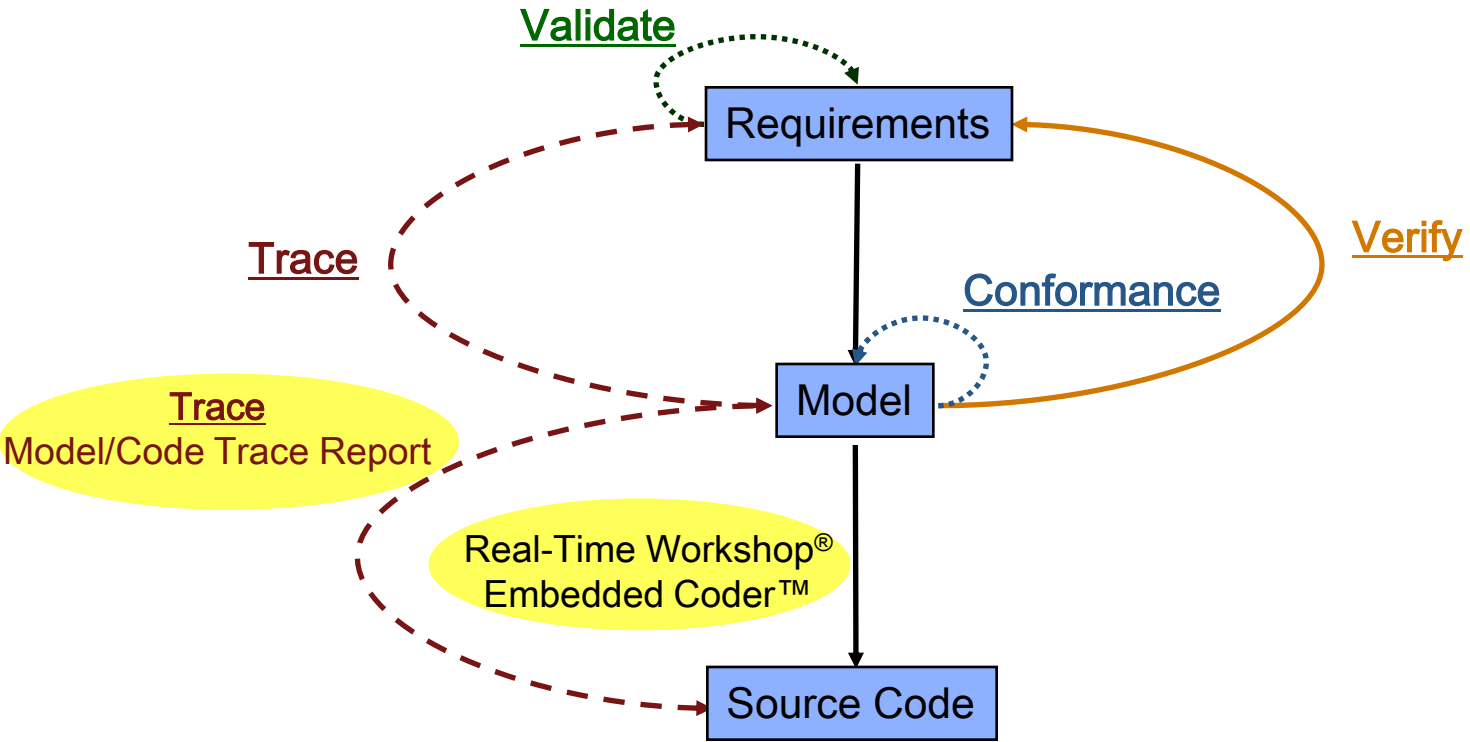 Validate
Requirements
Trace
Verify
Conformance
Model
Trace
Model/Code Trace Report
Real-Time Workshop®
Embedded Coder™
Source Code